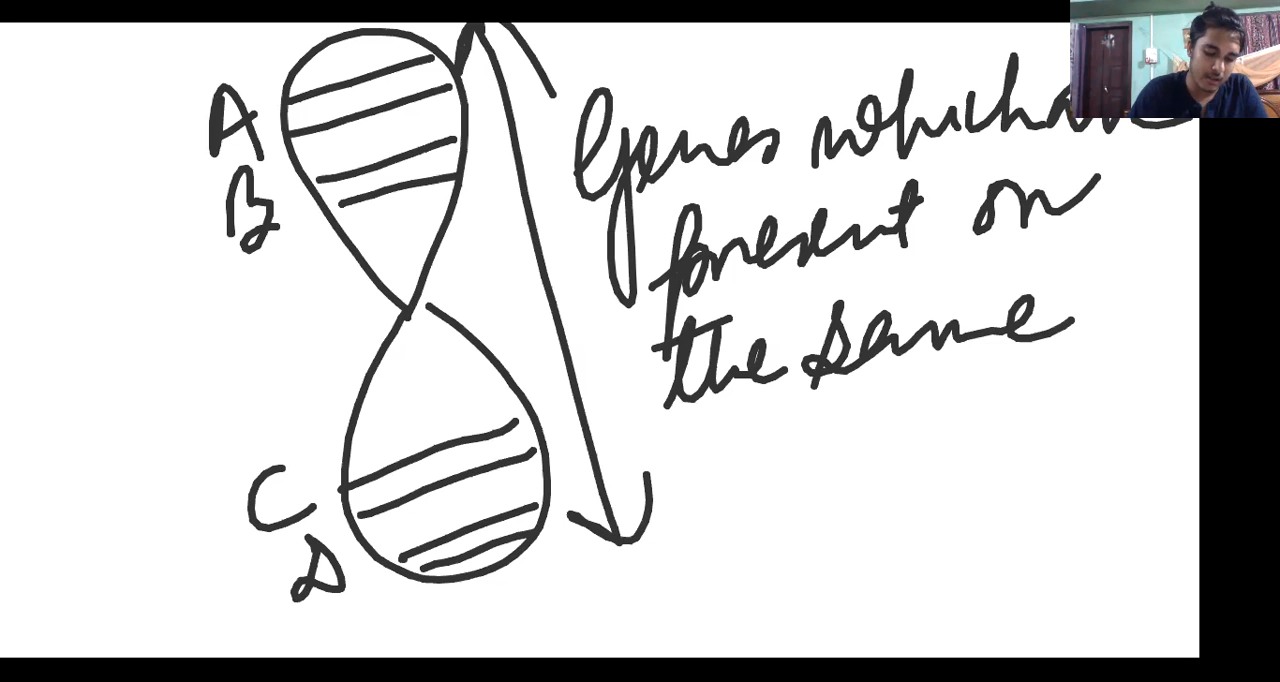 A
B
C
D
Genes which are
present on
the same